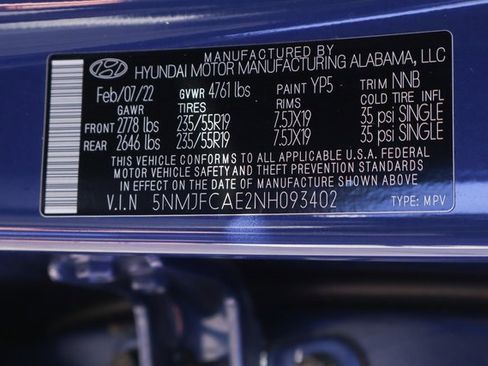 MANUFACTURED BY
HYUNDAI MOTOR MANUFACTURING ALABAMA, LLC
Feb/07/22 GVWR 4761 lbs PAINT YP5 TRIM NNB
GAWR TIRES RIMS COLD TIRE INFL
FRONT 2778 lbs 235/55R19 7.5JX19 35 psi SINGLE
REAR 2646 lbs 235/55R19 7.5JX19 35 psi SINGLE
THIS VEHICLE CONFORMS TO ALL APPLICABLE U.S.A. FEDERAL
MOTOR VEHICLE SAFETY AND THEFT PREVENTION STANDARDS
IN EFFECT ON THE DATE OF MANUFACTURE SHOWN ABOVE.
V.I.N 5NMJFCAE2NH093402 TYPE: MPV